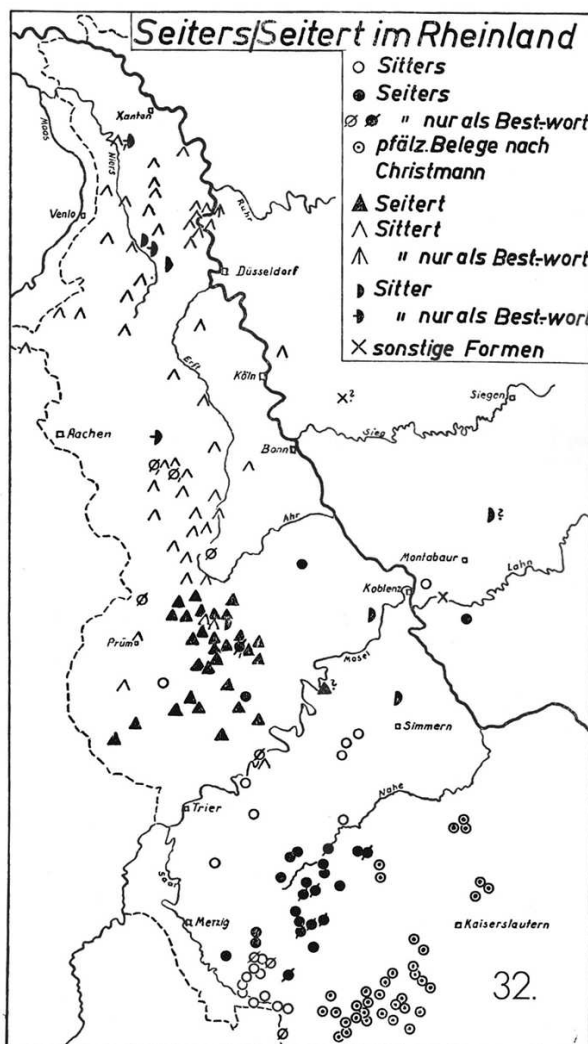 Seiters/Seitert im Rheinland
Sitters
Seiters
" nur als Best-wort
pfälz. Belege nach
Christmann
Seitert
Sittert
" nur als Best-wort
Sitter
" nur als Best-wort
sonstige Formen
Xanten
Maas
Niers
Venlo
Ruhr
Düsseldorf
Erft
Köln
Siegen
?
Sieg
Aachen
Bonn
?
Ahr
Montabaur
Lahn
Koblenz
Prüm
Mosel
?
Simmern
Nahe
Trier
Saar
Merzig
Kaiserslautern
32.